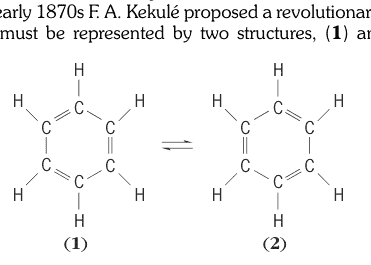 early 1870s F. A. Kekulé proposed a revolutionar
must be represented by two structures, (1) an
H H
H C H H C H
C C C C
C C C C
H C H H C H
H H
(1) (2)